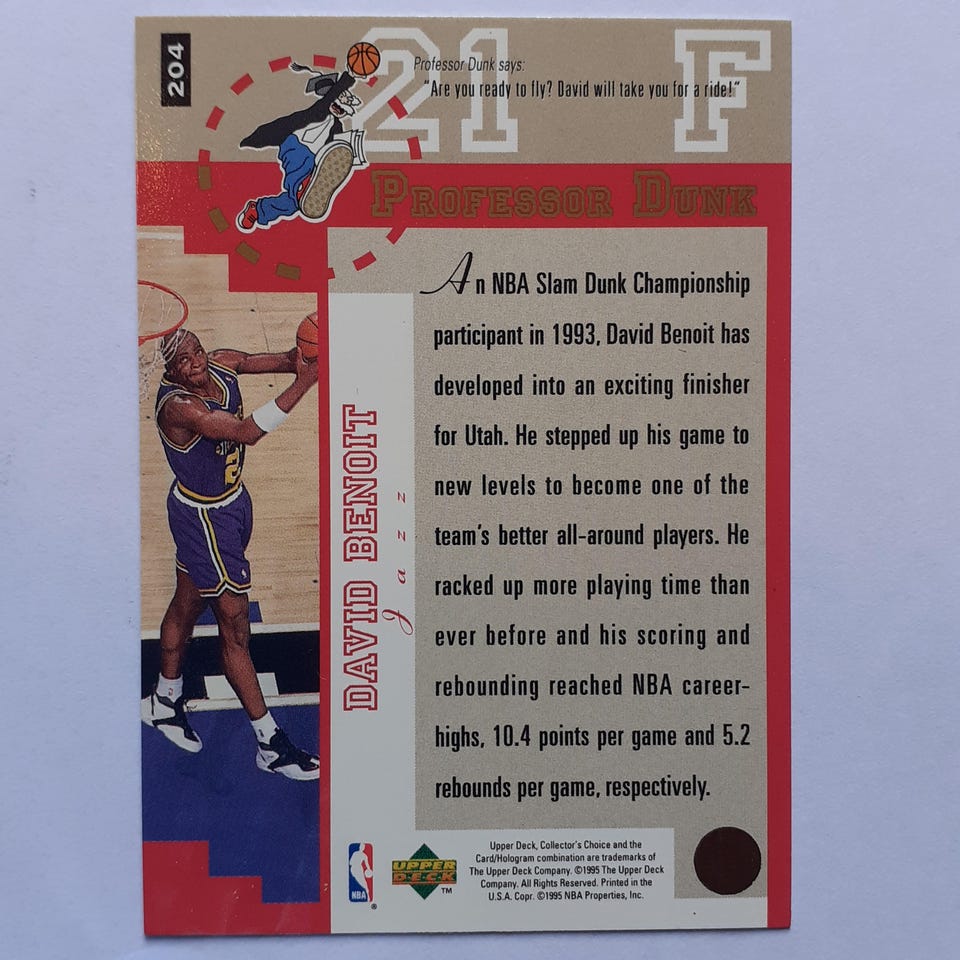 204
21 F
Professor Dunk says:
"Are you ready to fly? David will take you for a ride!"
PROFESSOR DUNK
An NBA Slam Dunk Championship
participant in 1993, David Benoit has
developed into an exciting finisher
for Utah. He stepped up his game to
new levels to become one of the
team's better all-around players. He
racked up more playing time than
ever before and his scoring and
rebounding reached NBA career-
highs, 10.4 points per game and 5.2
rebounds per game, respectively.
DAVID BENOIT
Jazz
NBA
®
UPPER
DECK
™
Upper Deck, Collector's Choice and the
Card/Hologram combination are trademarks of
The Upper Deck Company. ©1995 The Upper Deck
Company. All Rights Reserved. Printed in the
U.S.A. Copr. ©1995 NBA Properties, Inc.